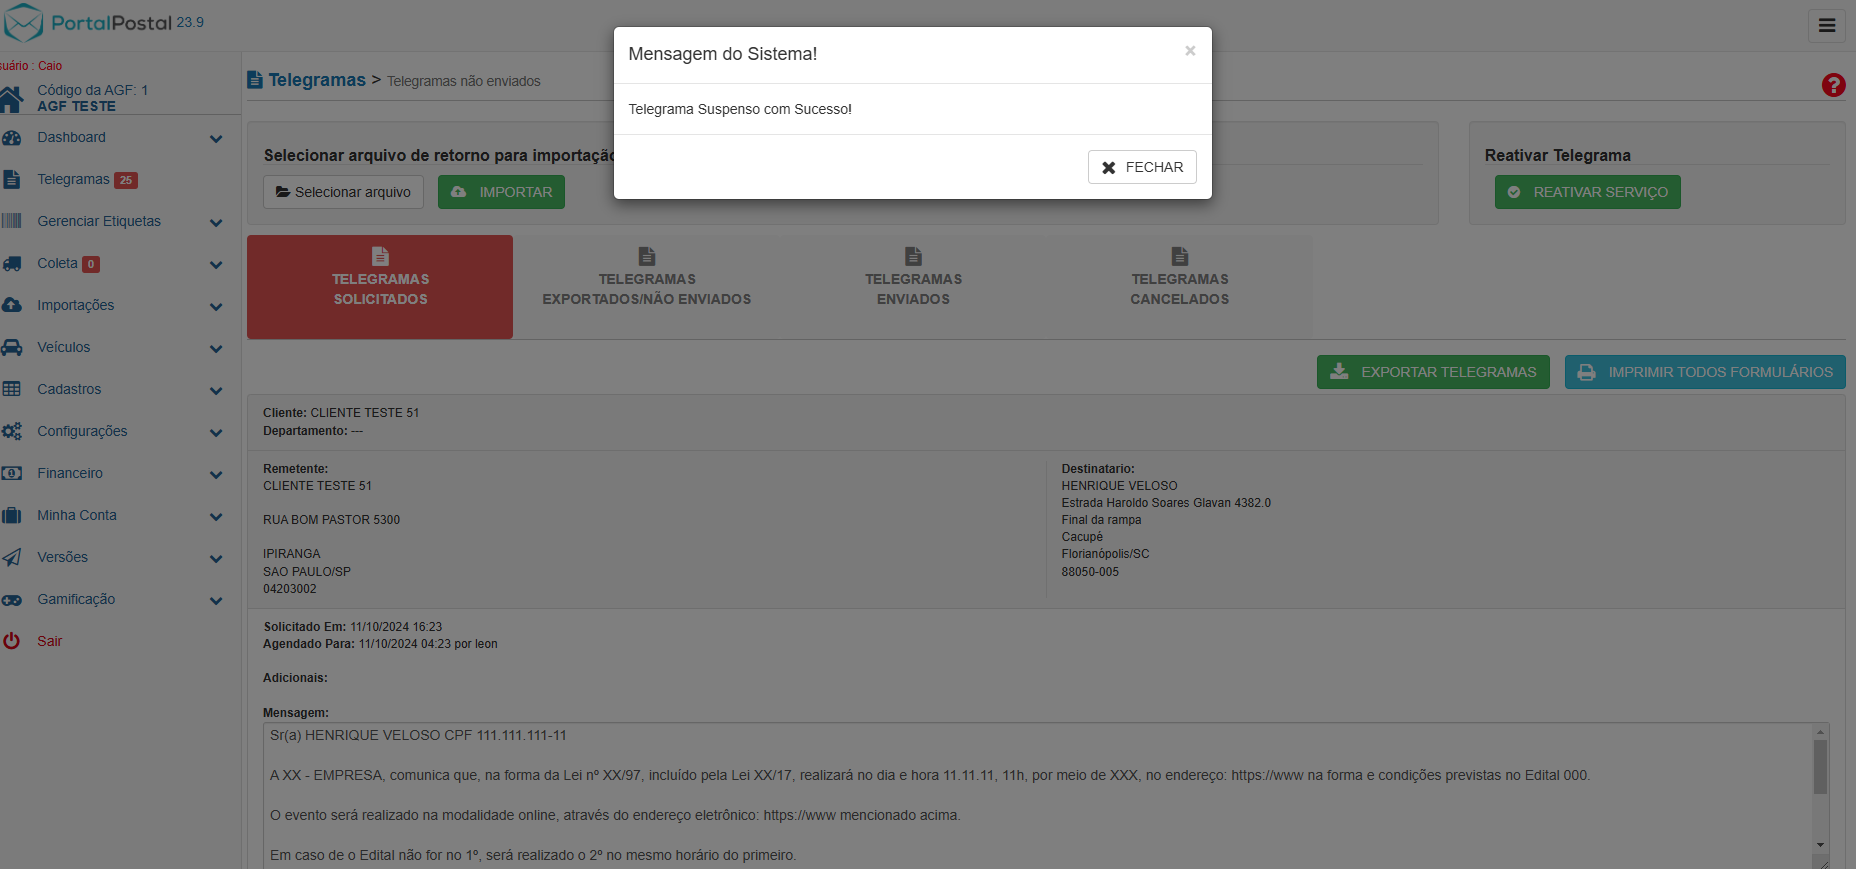 PortalPostal 23.9
suário : Caio
Código da AGF: 1
AGF TESTE
Dashboard
Telegramas 25
Gerenciar Etiquetas
Coleta 0
Importações
Veículos
Cadastros
Configurações
Financeiro
Minha Conta
Versões
Gamificação
Sair
Telegramas > Telegramas não enviados
?
Mensagem do Sistema!
×
Telegrama Suspenso com Sucesso!
FECHAR
Selecionar arquivo de retorno para importação
Selecionar arquivo
IMPORTAR
Reativar Telegrama
REATIVAR SERVIÇO
TELEGRAMAS
SOLICITADOS
TELEGRAMAS
EXPORTADOS/NÃO ENVIADOS
TELEGRAMAS
ENVIADOS
TELEGRAMAS
CANCELADOS
EXPORTAR TELEGRAMAS
IMPRIMIR TODOS FORMULÁRIOS
Cliente: CLIENTE TESTE 51
Departamento: ---
Remetente:
CLIENTE TESTE 51
RUA BOM PASTOR 5300
IPIRANGA
SAO PAULO/SP
04203002
Destinatario:
HENRIQUE VELOSO
Estrada Haroldo Soares Glavan 4382.0
Final da rampa
Cacupé
Florianópolis/SC
88050-005
Solicitado Em: 11/10/2024 16:23
Agendado Para: 11/10/2024 04:23 por leon
Adicionais:
Mensagem:
Sr(a) HENRIQUE VELOSO CPF 111.111.111-11
A XX - EMPRESA, comunica que, na forma da Lei nº XX/97, incluído pela Lei XX/17, realizará no dia e hora 11.11.11, 11h, por meio de XXX, no endereço: https://www na forma e condições previstas no Edital 000.
O evento será realizado na modalidade online, através do endereço eletrônico: https://www mencionado acima.
Em caso de o Edital não for no 1º, será realizado o 2º no mesmo horário do primeiro.